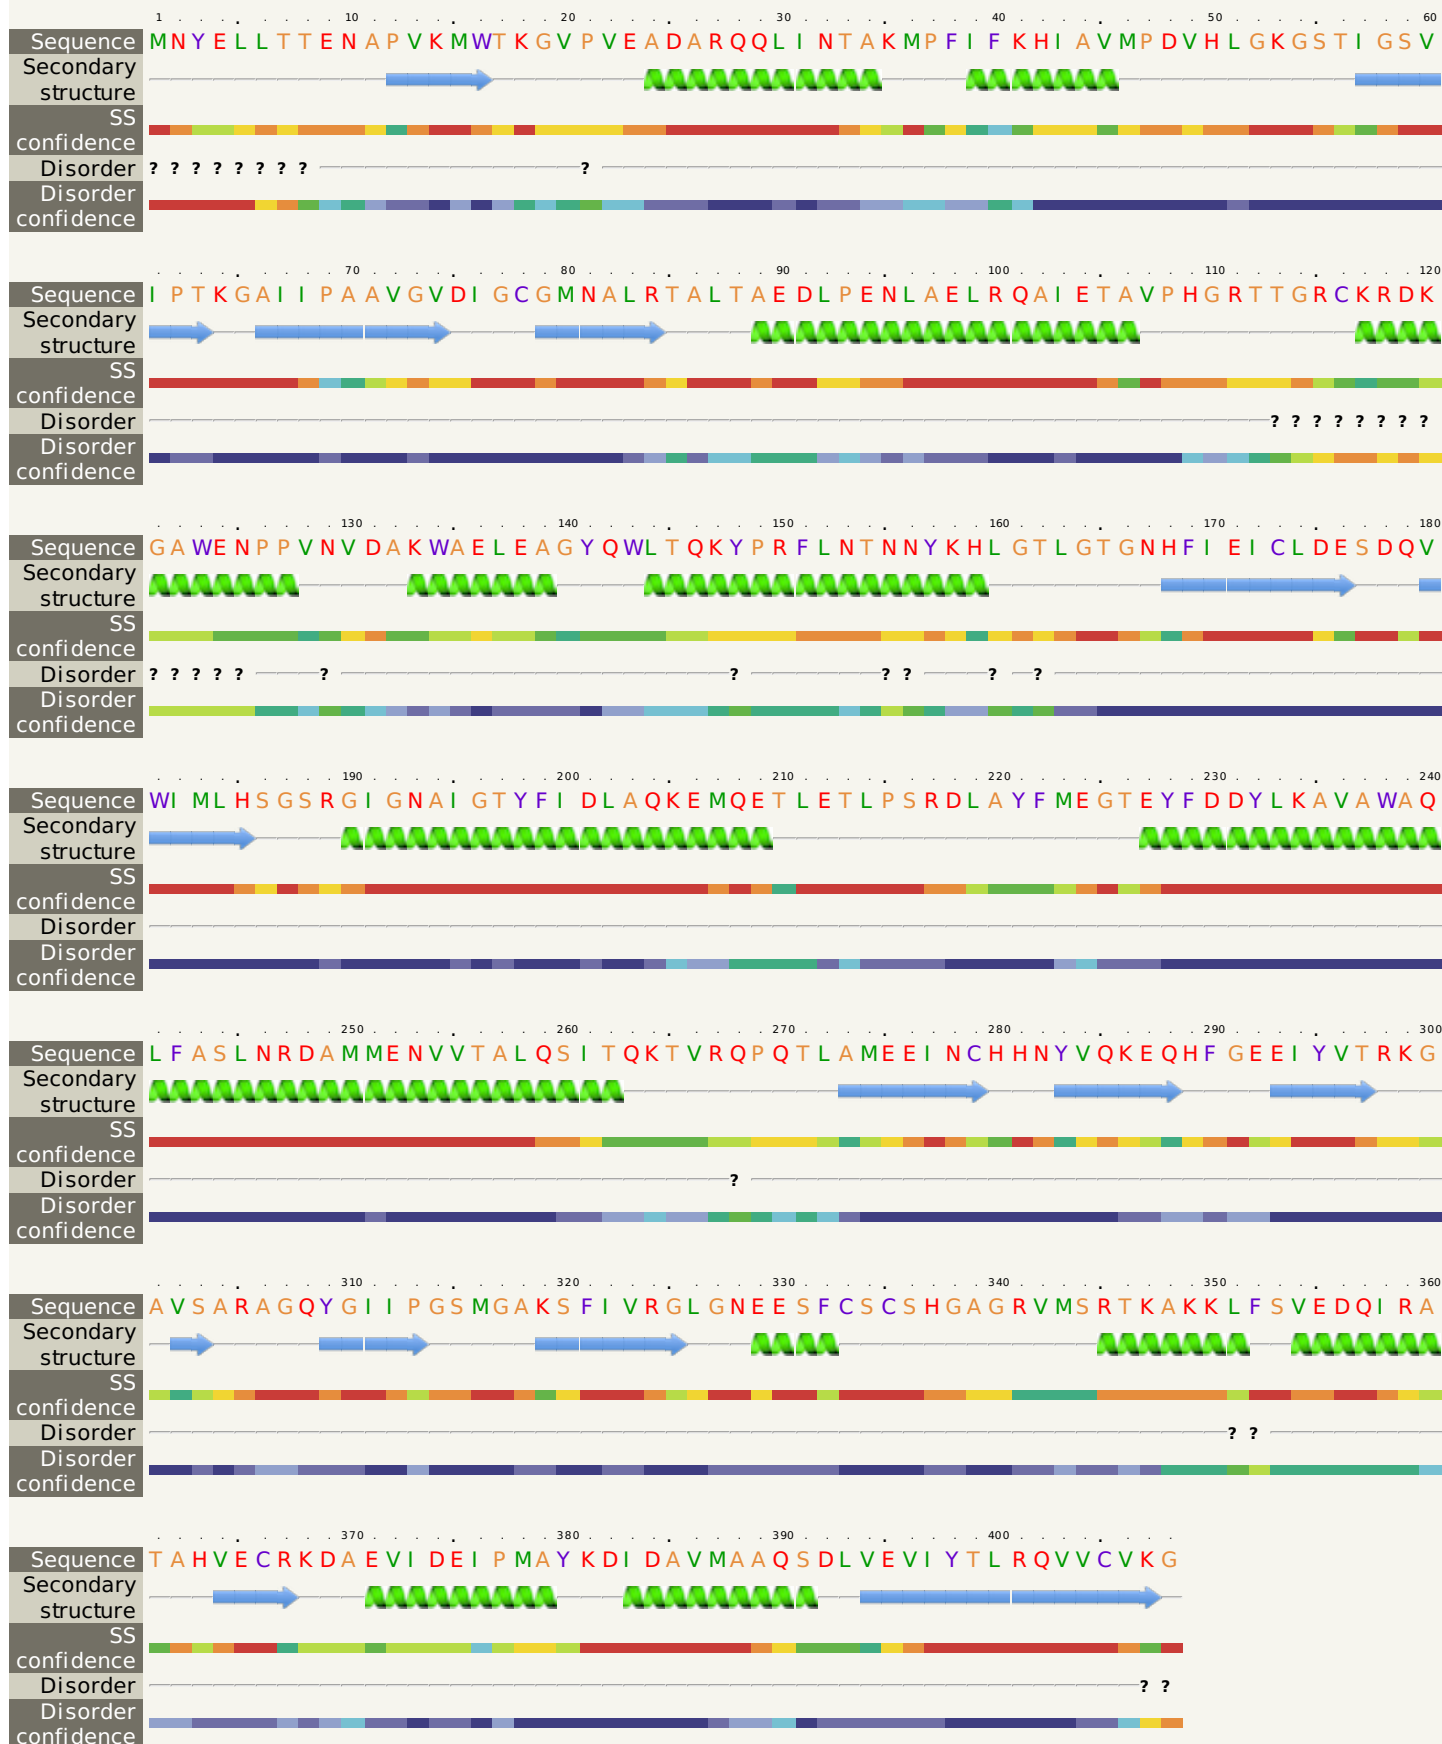 1 10 20 30 40 50 60
Sequence MNYELLTTENAPVKMWTKGVPVEADARQQLINTAKMPFIFKHIAVMPDVHLGKGSTIGSV
Secondary
structure
SS
confidence
Disorder ? ? ? ? ? ? ? ? ?
Disorder
confidence
70 80 90 100 110 120
Sequence IPTKGAIIPAAVGVDIGCGMNALRTALTAEDLPENLAELRQAIETAVPHGRTTGRCKRDK
Secondary
structure
SS
confidence
Disorder ? ? ? ? ? ? ? ?
Disorder
confidence
130 140 150 160 170 180
Sequence GAWENPPVNVDAKWAELEAGYQWLTQKYPRFLNTNNYKHLGTLGTGNHFIEICLDESDQV
Secondary
structure
SS
confidence
Disorder ? ? ? ? ? ? ? ? ? ? ?
Disorder
confidence
190 200 210 220 230 240
Sequence WIMLHSGSRGIGNAIGTYFIDLAQKEMQETLETLPSRDLAYFMEGTEYFDDYLKAVAWAQ
Secondary
structure
SS
confidence
Disorder
Disorder
confidence
250 260 270 280 290 300
Sequence LFASLNRDAMMENVVTALQSITQKTVRQPQTLAMEEINCHHNYVQKEQHFGEEIYVTRKG
Secondary
structure
SS
confidence
Disorder ?
Disorder
confidence
310 320 330 340 350 360
Sequence AVSARAGQYGIIPGSMGAKSFIVRGLGNEESFCSCSHGAGRVMSRTKAKKLFSVEDQIRA
Secondary
structure
SS
confidence
Disorder ? ?
Disorder
confidence
370 380 390 400
Sequence TAHVECRKDAEVIDEIPMAYKDIDAVMAAQSDLVEVIYTLRQVVCVKG
Secondary
structure
SS
confidence
Disorder ? ?
Disorder
confidence